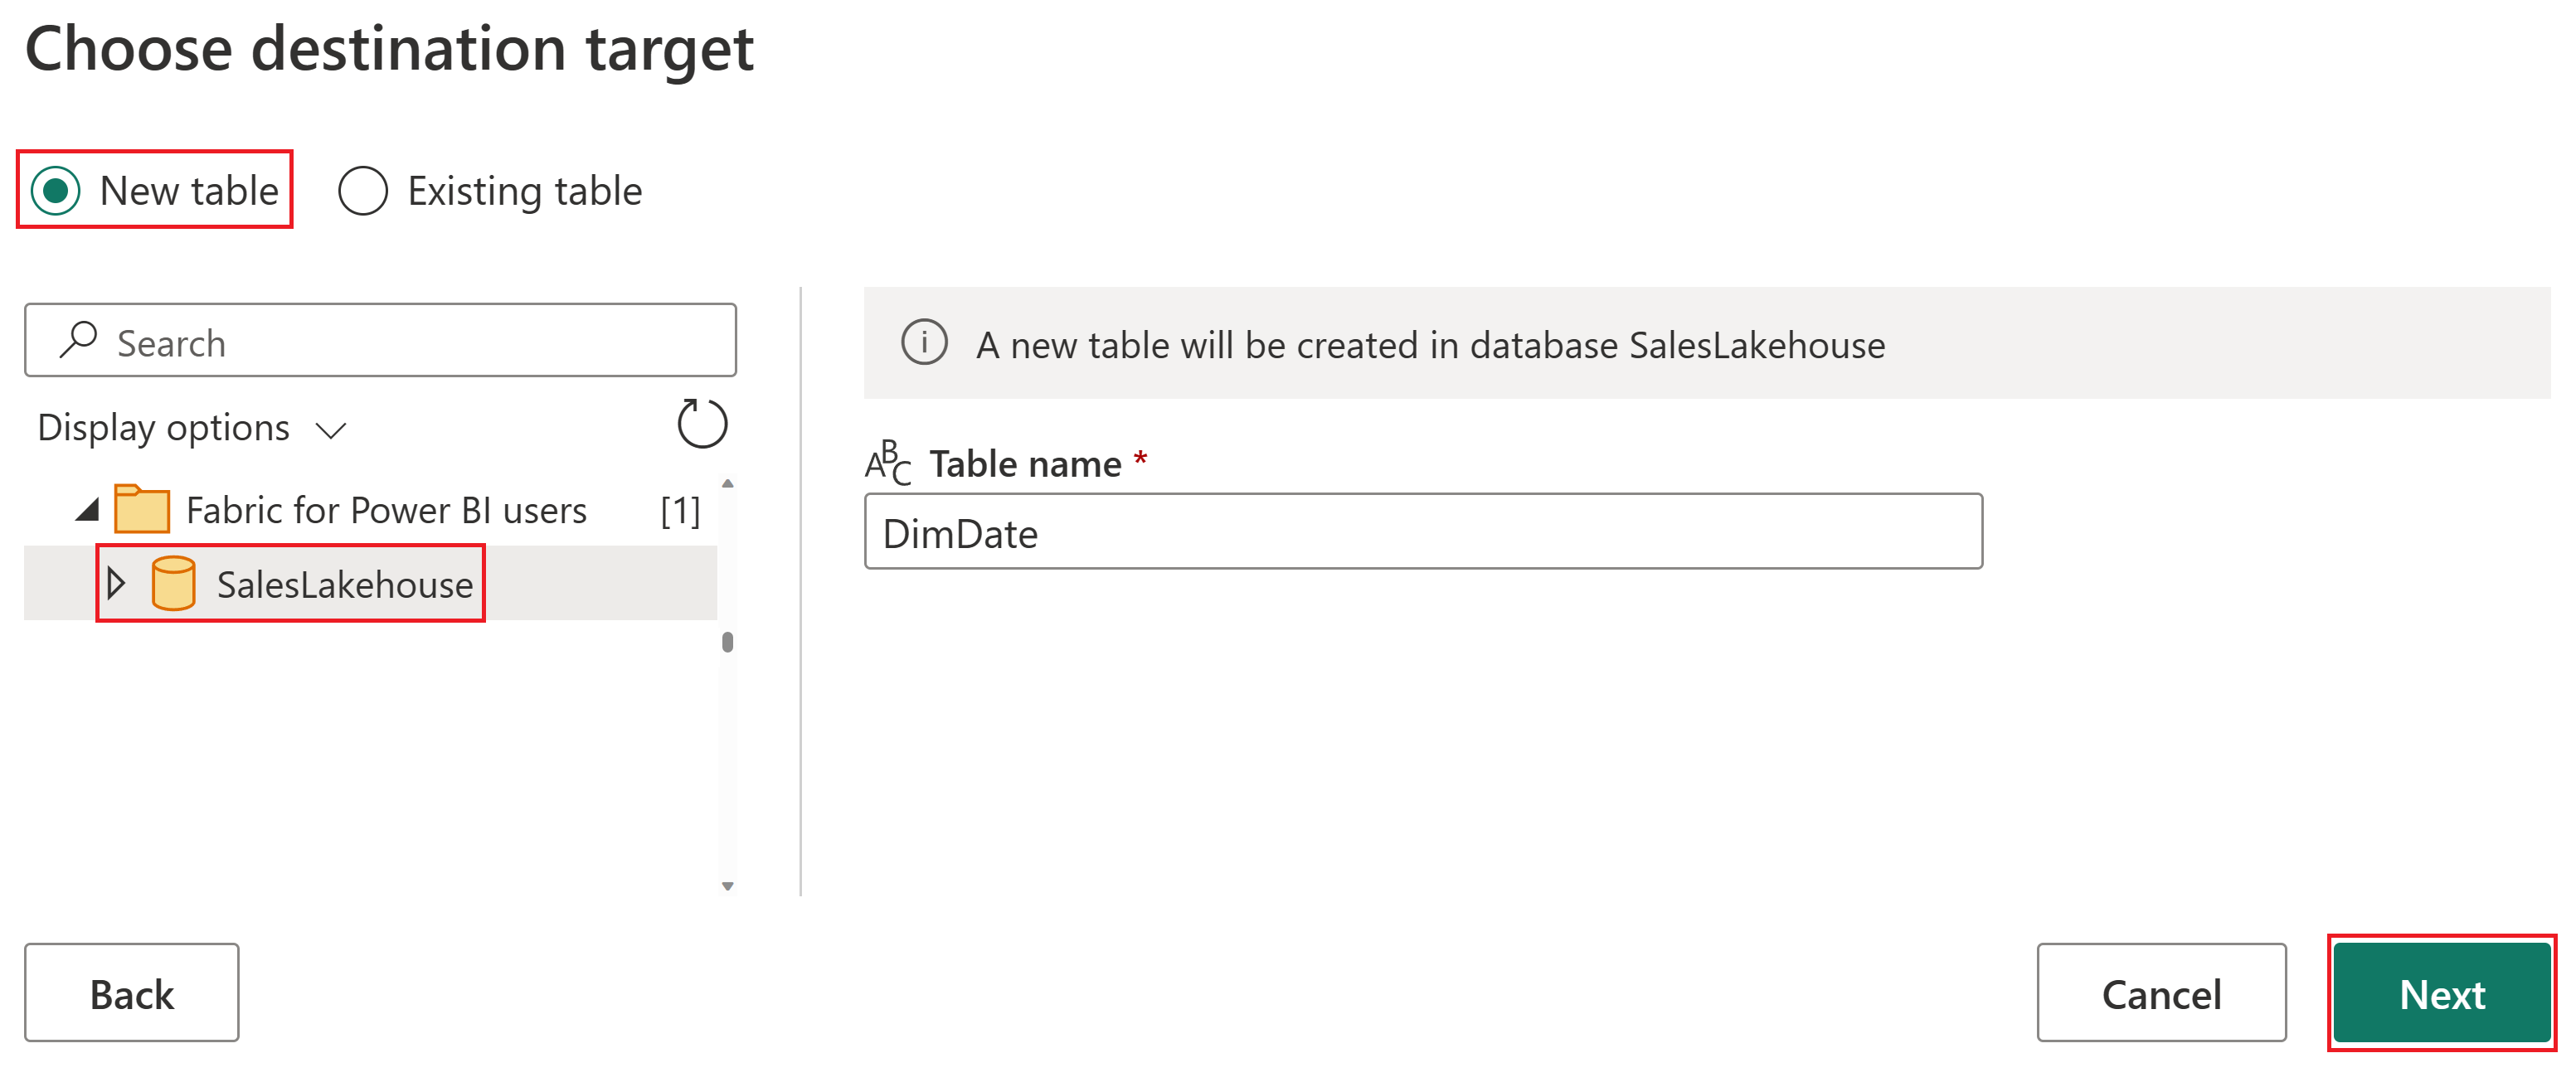 Choose destination target
New table
Existing table
Search
Display options
Fabric for Power BI users [1]
SalesLakehouse
A new table will be created in database SalesLakehouse
ABC Table name *
DimDate
Back
Cancel
Next